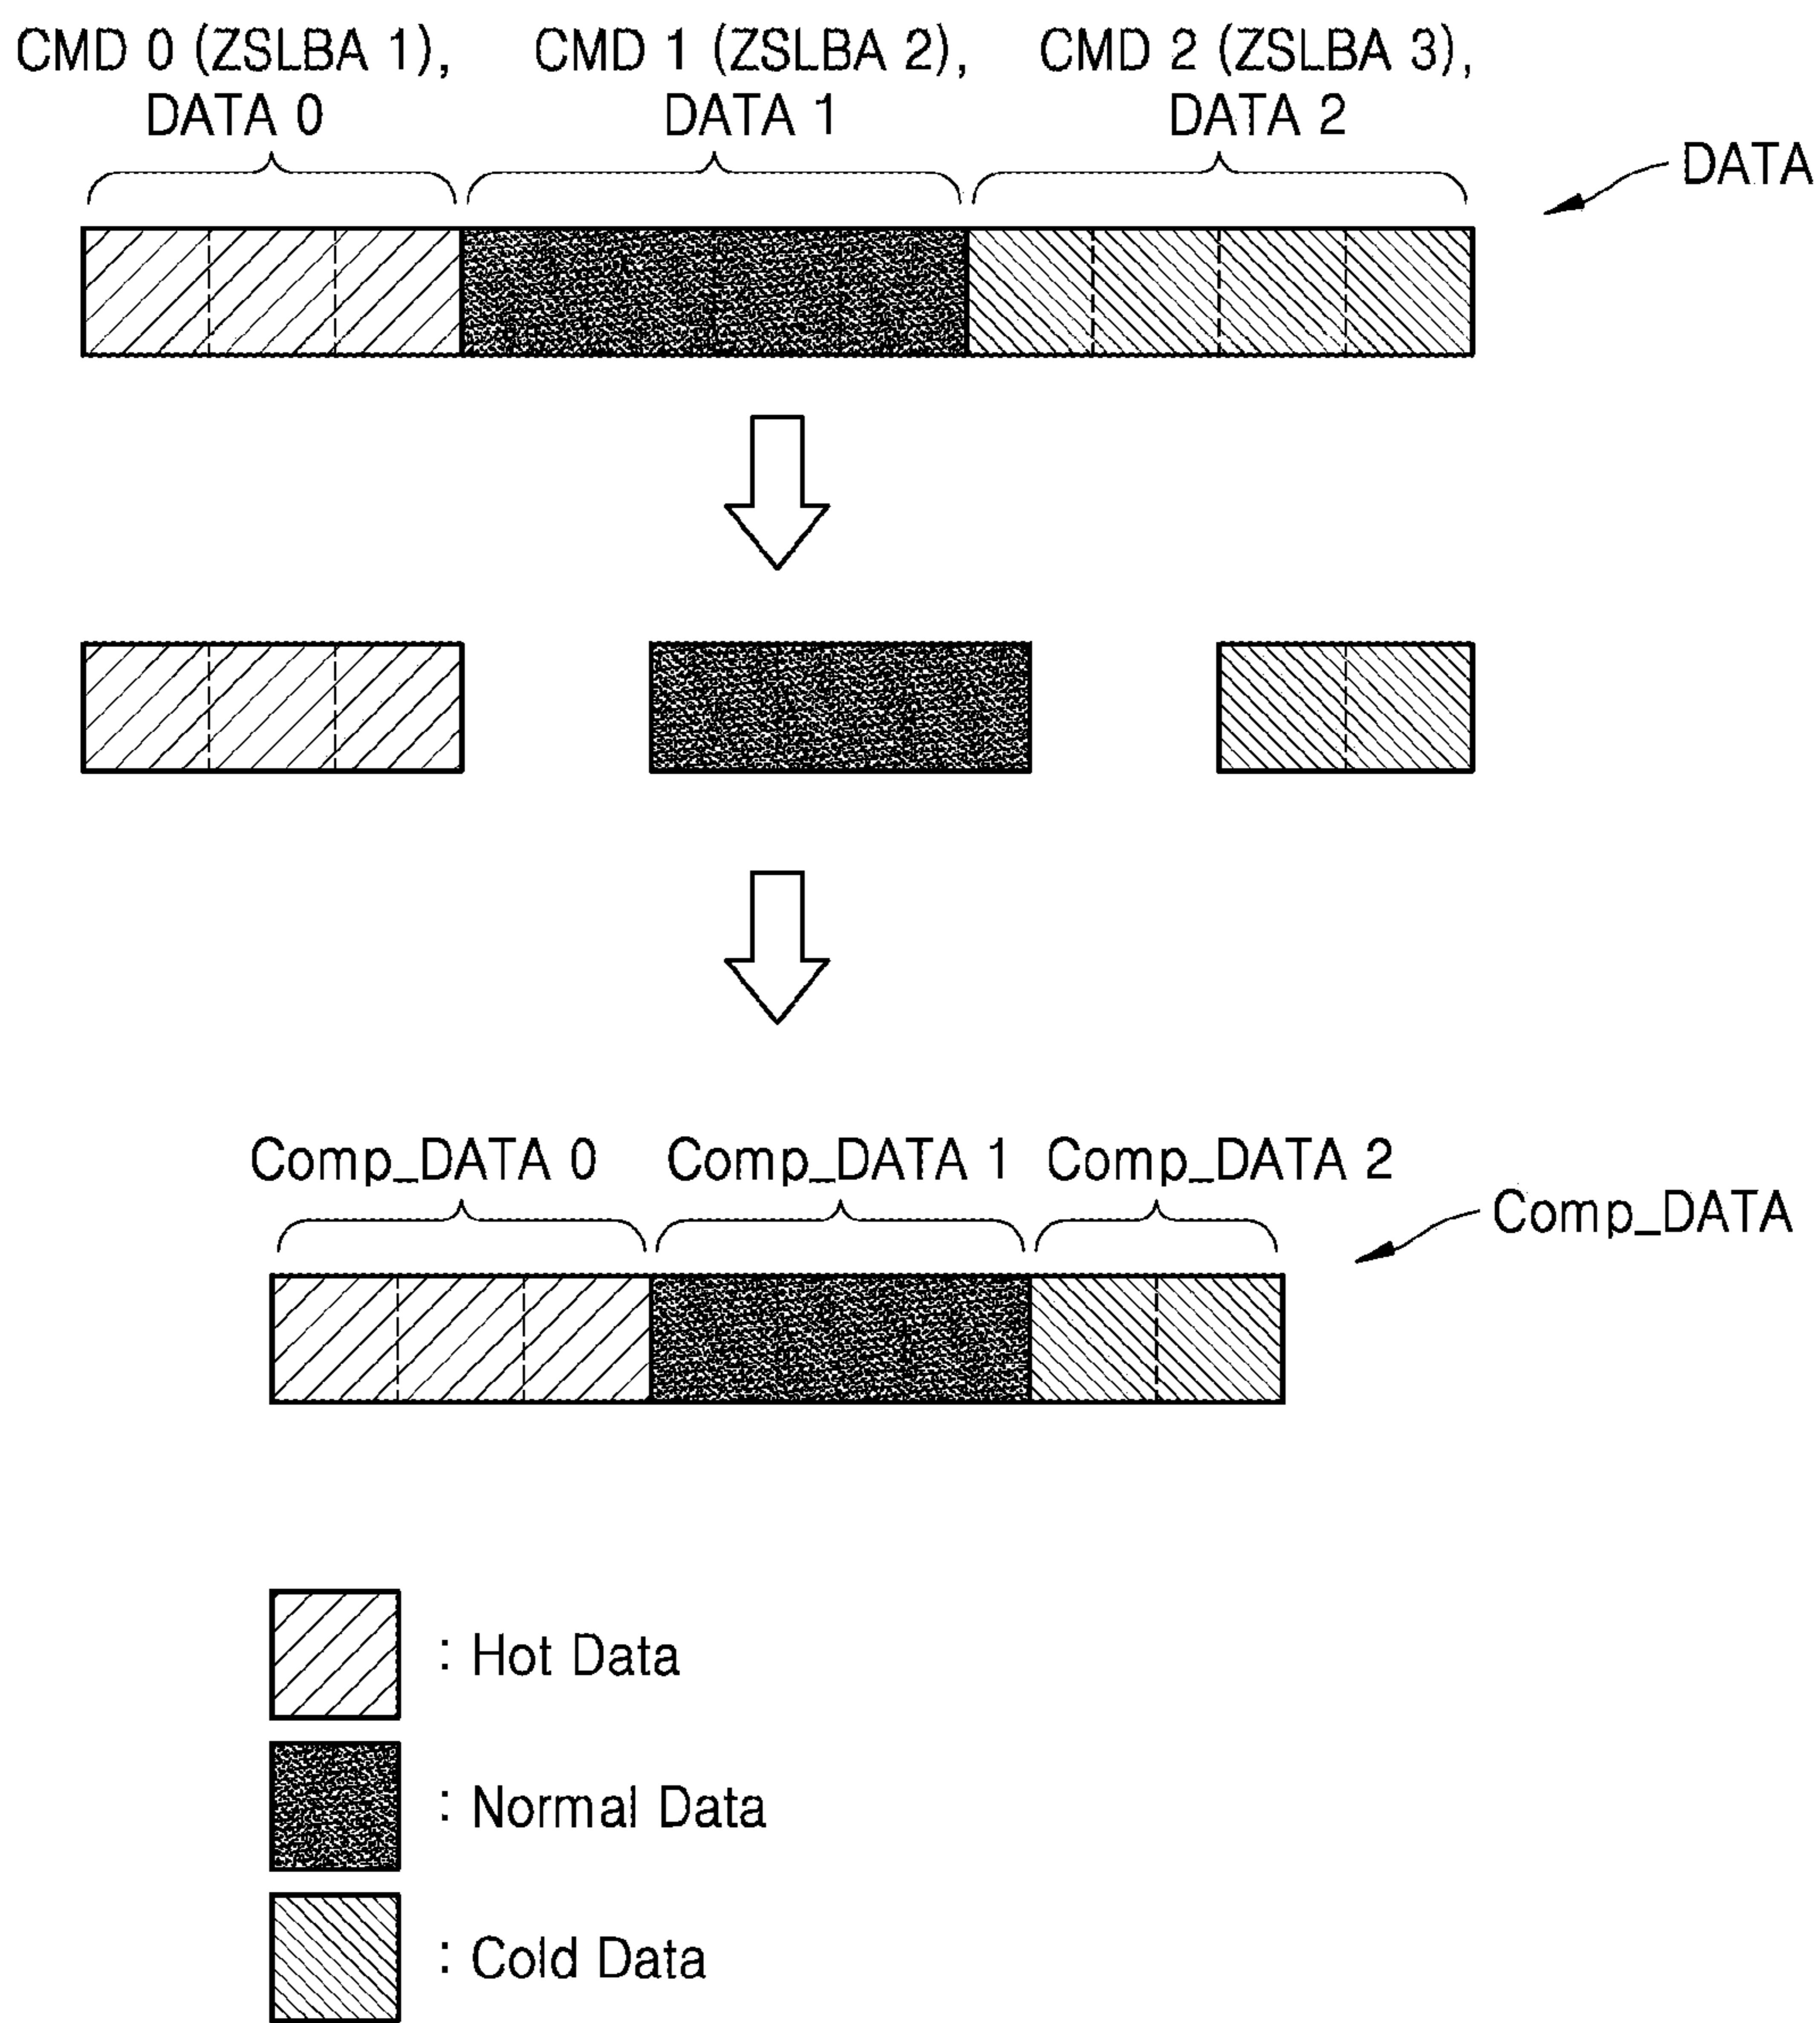 CMD 0 (ZSLBA 1),
DATA 0
CMD 1 (ZSLBA 2),
DATA 1
CMD 2 (ZSLBA 3),
DATA 2
DATA
Comp_DATA 0
Comp_DATA 1
Comp_DATA 2
Comp_DATA
: Hot Data
: Normal Data
: Cold Data